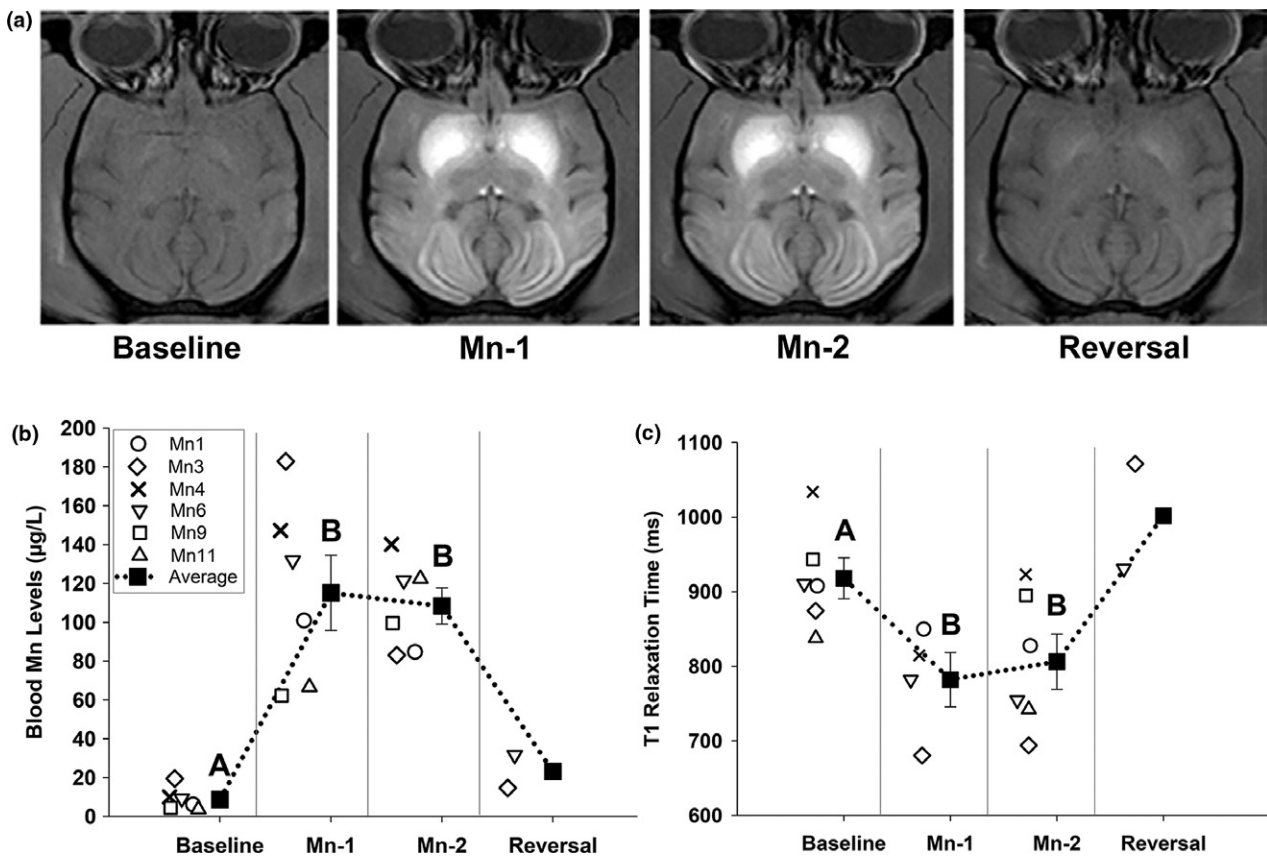 (a)
Baseline
Mn-1
Mn-2
Reversal
(b)
Blood Mn Levels (µg/L)
200
180
160
140
120
100
80
60
40
20
0
Mn1
Mn3
Mn4
Mn6
Mn9
Mn11
Average
A
B
B
Baseline
Mn-1
Mn-2
Reversal
(c)
T1 Relaxation Time (ms)
1100
1000
900
800
700
600
A
B
B
Baseline
Mn-1
Mn-2
Reversal